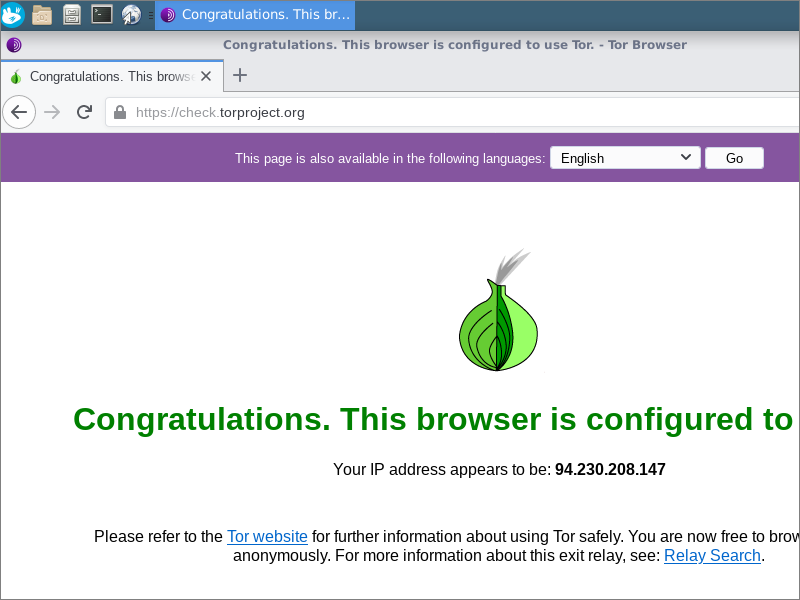 Congratulations. This br...
Congratulations. This browser is configured to use Tor. - Tor Browser
Congratulations. This brows
https://check.torproject.org
This page is also available in the following languages: English Go
Congratulations. This browser is configured to
Your IP address appears to be: 94.230.208.147
Please refer to the Tor website for further information about using Tor safely. You are now free to brow
anonymously. For more information about this exit relay, see: Relay Search.